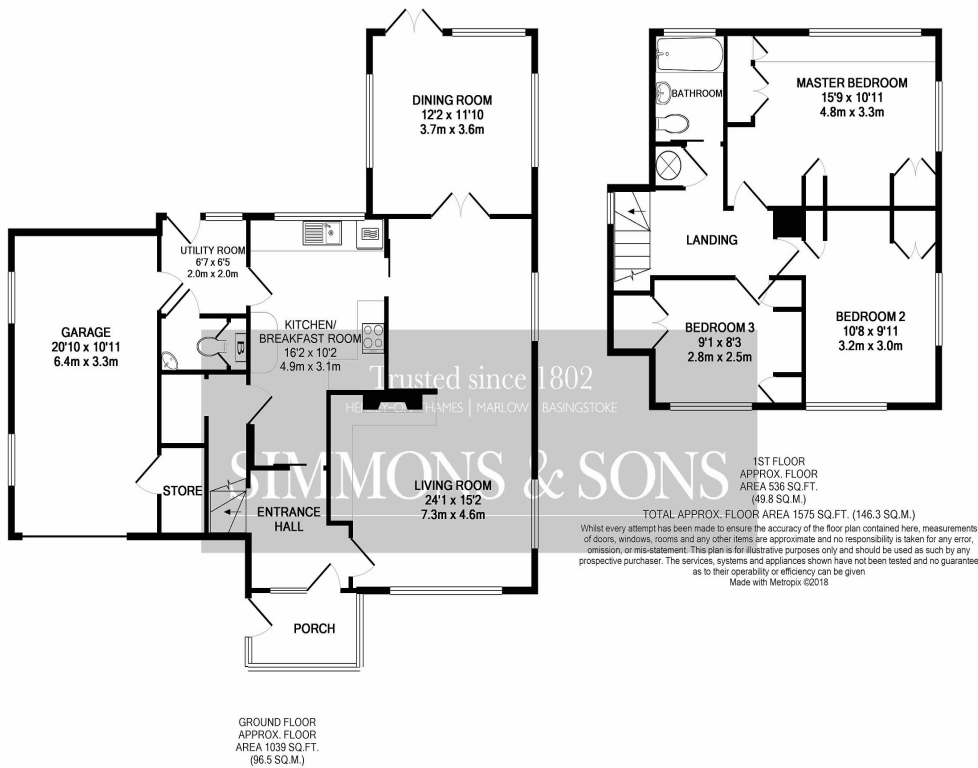 DINING ROOM
12'2 x 11'10
3.7m x 3.6m
UTILITY ROOM
6'7 x 6'5
2.0m x 2.0m
GARAGE
20'10 x 10'11
6.4m x 3.3m
KITCHEN/
BREAKFAST ROOM
16'2 x 10'2
4.9m x 3.1m
B
STORE
ENTRANCE
HALL
LIVING ROOM
24'1 x 15'2
7.3m x 4.6m
PORCH
GROUND FLOOR
APPROX. FLOOR
AREA 1039 SQ.FT.
(96.5 SQ.M.)
BATHROOM
MASTER BEDROOM
15'9 x 10'11
4.8m x 3.3m
LANDING
BEDROOM 3
9'1 x 8'3
2.8m x 2.5m
BEDROOM 2
10'8 x 9'11
3.2m x 3.0m
Trusted since 1802
HENLEY-ON-THAMES | MARLOW | BASINGSTOKE
SIMMONS & SONS
1ST FLOOR
APPROX. FLOOR
AREA 536 SQ.FT.
(49.8 SQ.M.)
TOTAL APPROX. FLOOR AREA 1575 SQ.FT. (146.3 SQ.M.)
Whilst every attempt has been made to ensure the accuracy of the floor plan contained here, measurements
of doors, windows, rooms and any other items are approximate and no responsibility is taken for any error,
omission, or mis-statement. This plan is for illustrative purposes only and should be used as such by any
prospective purchaser. The services, systems and appliances shown have not been tested and no guarantee
as to their operability or efficiency can be given
Made with Metropix ©2018